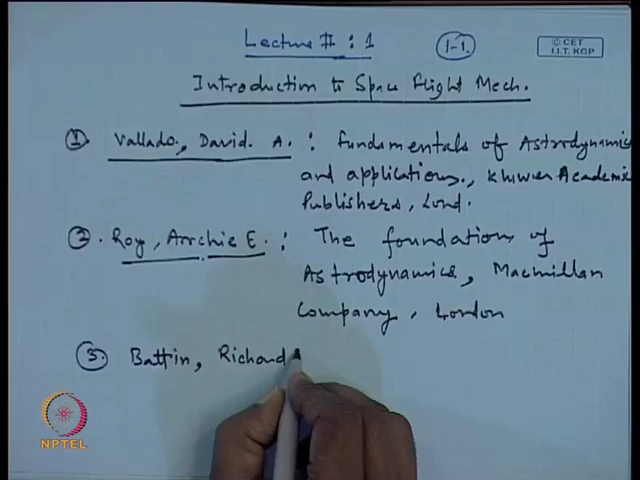 Lecture # : 1
1-1.
© CET
I.I.T. KGP
Introduction to Space Flight Mech.
1. Vallado, David A. : Fundamentals of Astrodynamics
and applications, Kluwer Academic
Publishers, Lond.
2. Roy, Archie E. : The foundation of
Astrodynamics, Macmillan
Company, London
3. Battin, Richard
NPTEL